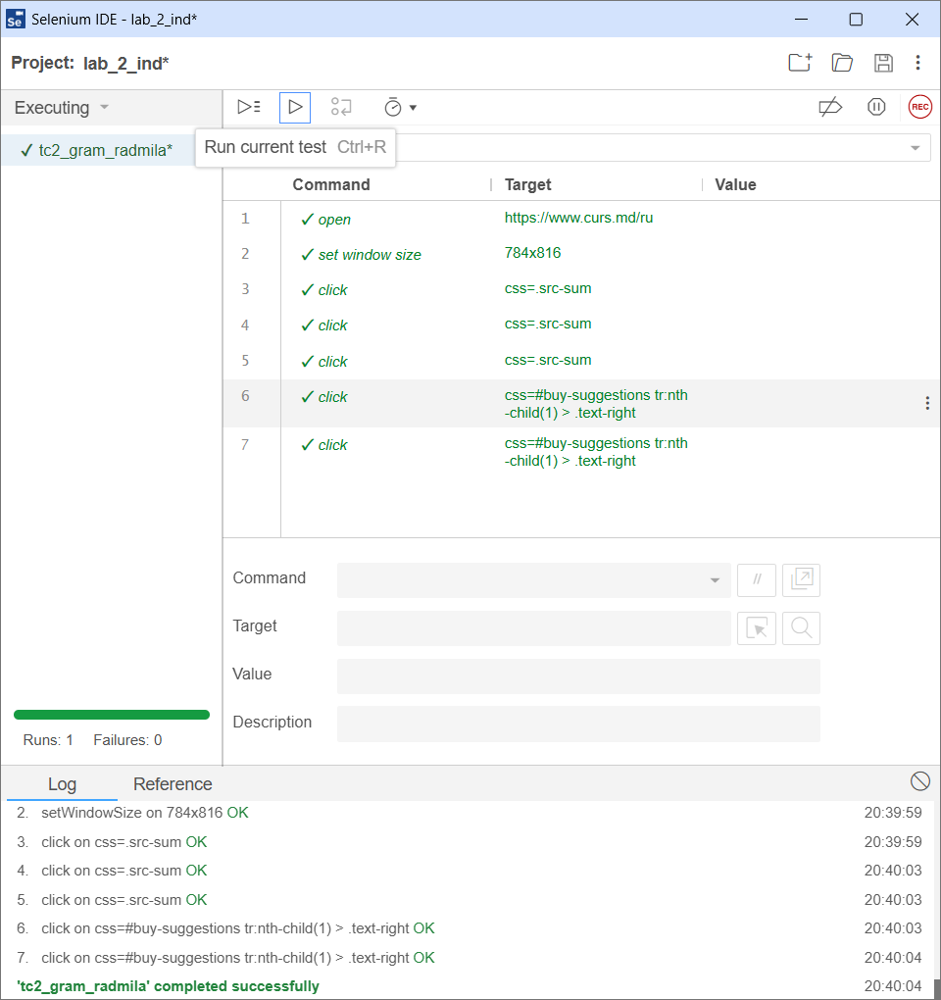 Se Selenium IDE - lab_2_ind*
Project: lab_2_ind*
Executing
REC
✓ tc2_gram_radmila*
Run current test Ctrl+R
Command Target Value
1 ✓ open https://www.curs.md/ru
2 ✓ set window size 784x816
3 ✓ click css=.src-sum
4 ✓ click css=.src-sum
5 ✓ click css=.src-sum
6 ✓ click css=#buy-suggestions tr:nth
-child(1) > .text-right
7 ✓ click css=#buy-suggestions tr:nth
-child(1) > .text-right
Command //
Target
Value
Description
Runs: 1 Failures: 0
Log Reference
2. setWindowSize on 784x816 OK 20:39:59
3. click on css=.src-sum OK 20:39:59
4. click on css=.src-sum OK 20:40:03
5. click on css=.src-sum OK 20:40:03
6. click on css=#buy-suggestions tr:nth-child(1) > .text-right OK 20:40:03
7. click on css=#buy-suggestions tr:nth-child(1) > .text-right OK 20:40:04
'tc2_gram_radmila' completed successfully 20:40:04